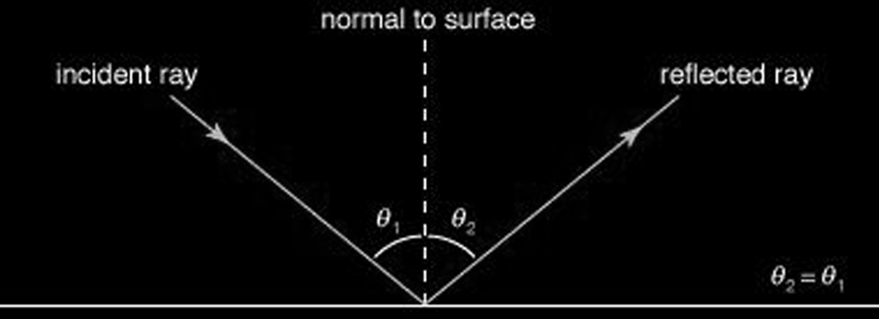 normal to surface
incident ray
reflected ray
θ₁
θ₂
θ₂ = θ₁